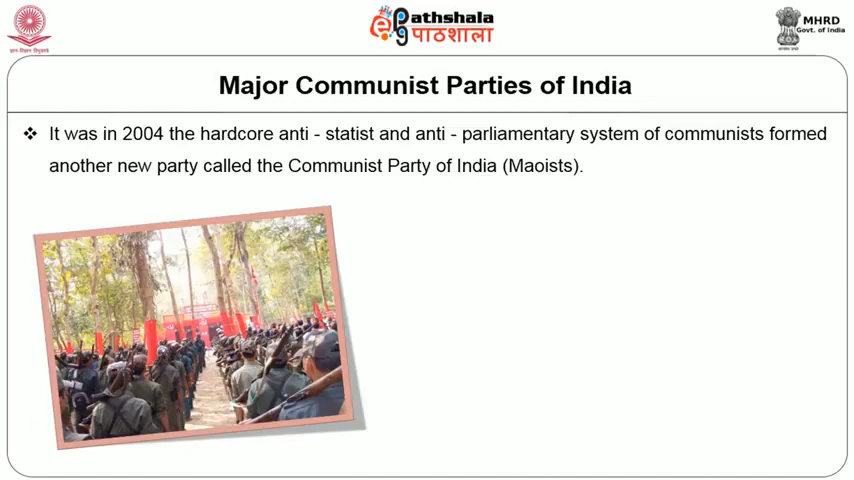 ePathshala
पाठशाला
MHRD
Govt. of India
Major Communist Parties of India
❖ It was in 2004 the hardcore anti - statist and anti - parliamentary system of communists formed
another new party called the Communist Party of India (Maoists).